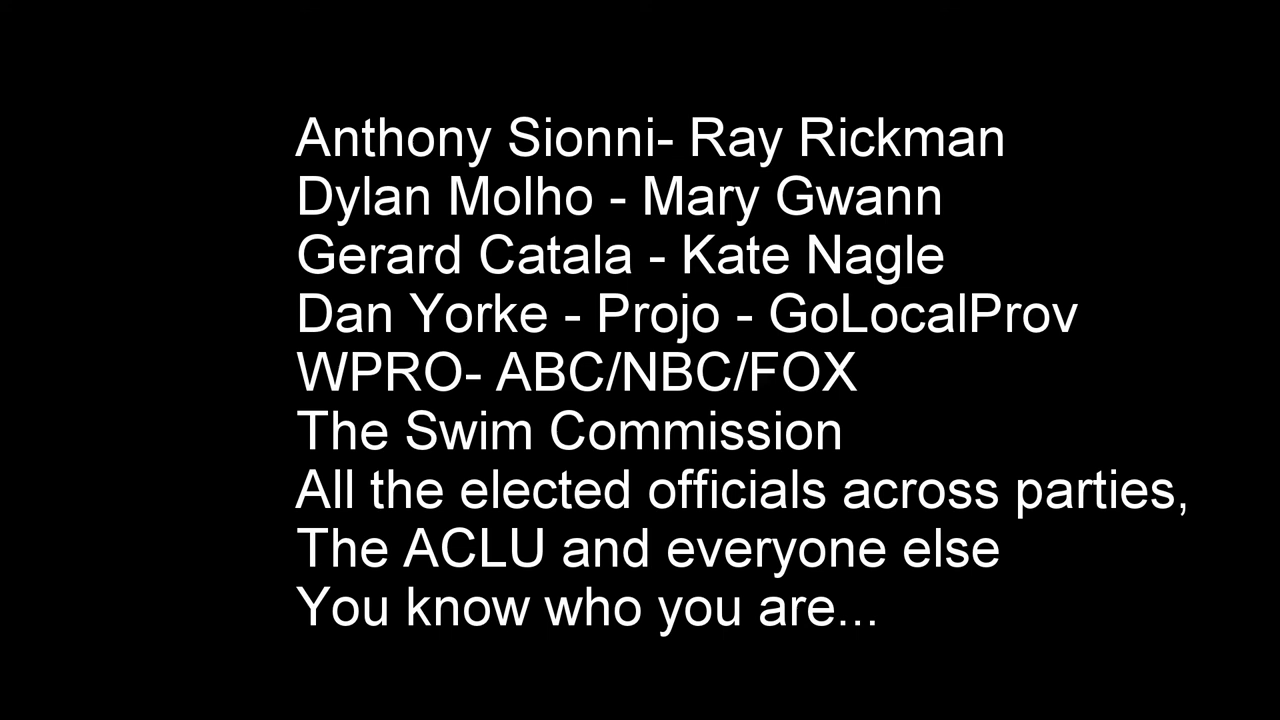 Anthony Sionni- Ray Rickman
Dylan Molho - Mary Gwann
Gerard Catala - Kate Nagle
Dan Yorke - Projo - GoLocalProv
WPRO- ABC/NBC/FOX
The Swim Commission
All the elected officials across parties,
The ACLU and everyone else
You know who you are...